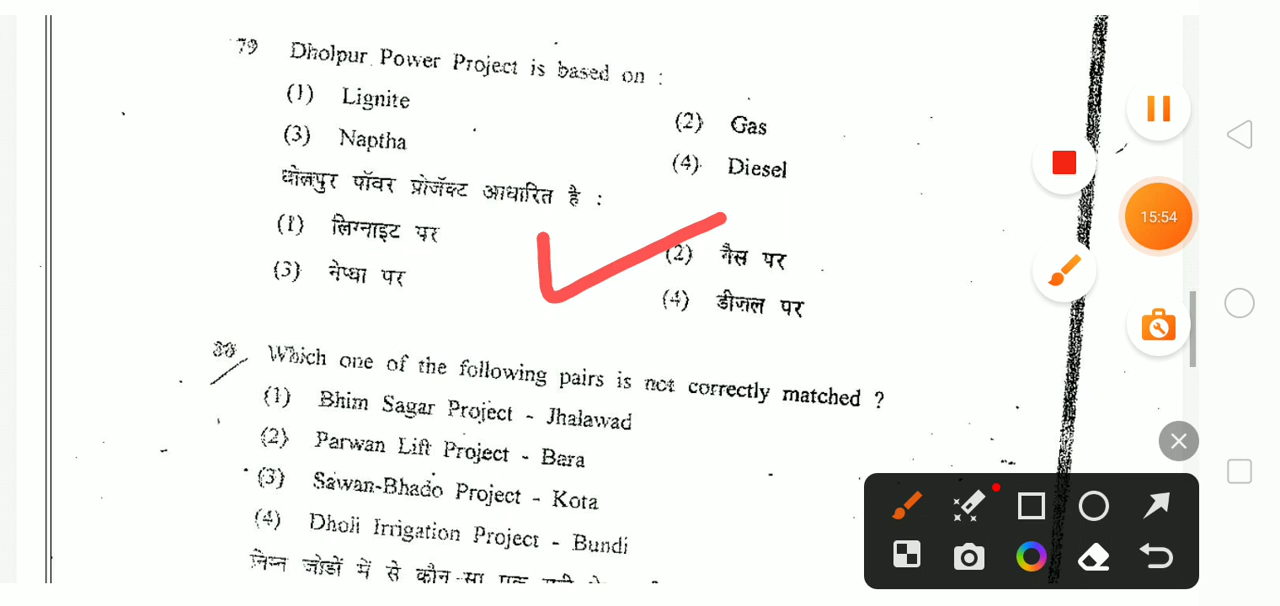 79 Dholpur Power Project is based on :
(1) Lignite
(2) Gas
(3) Naptha
(4) Diesel
धोलपुर पॉवर प्रोजॅक्ट आधारित है :
(1) लिग्नाइट पर
(2) गैस पर
(3) नेप्था पर
(4) डीज़ल पर
Which one of the following pairs is not correctly matched ?
(1) Bhim Sagar Project - Jhalawad
(2) Parwan Lift Project - Bara
(3) Sawan-Bhado Project - Kota
(4) Dholi Irrigation Project - Bundi
निम्न जोडों में से कौन-सा एक
15:54